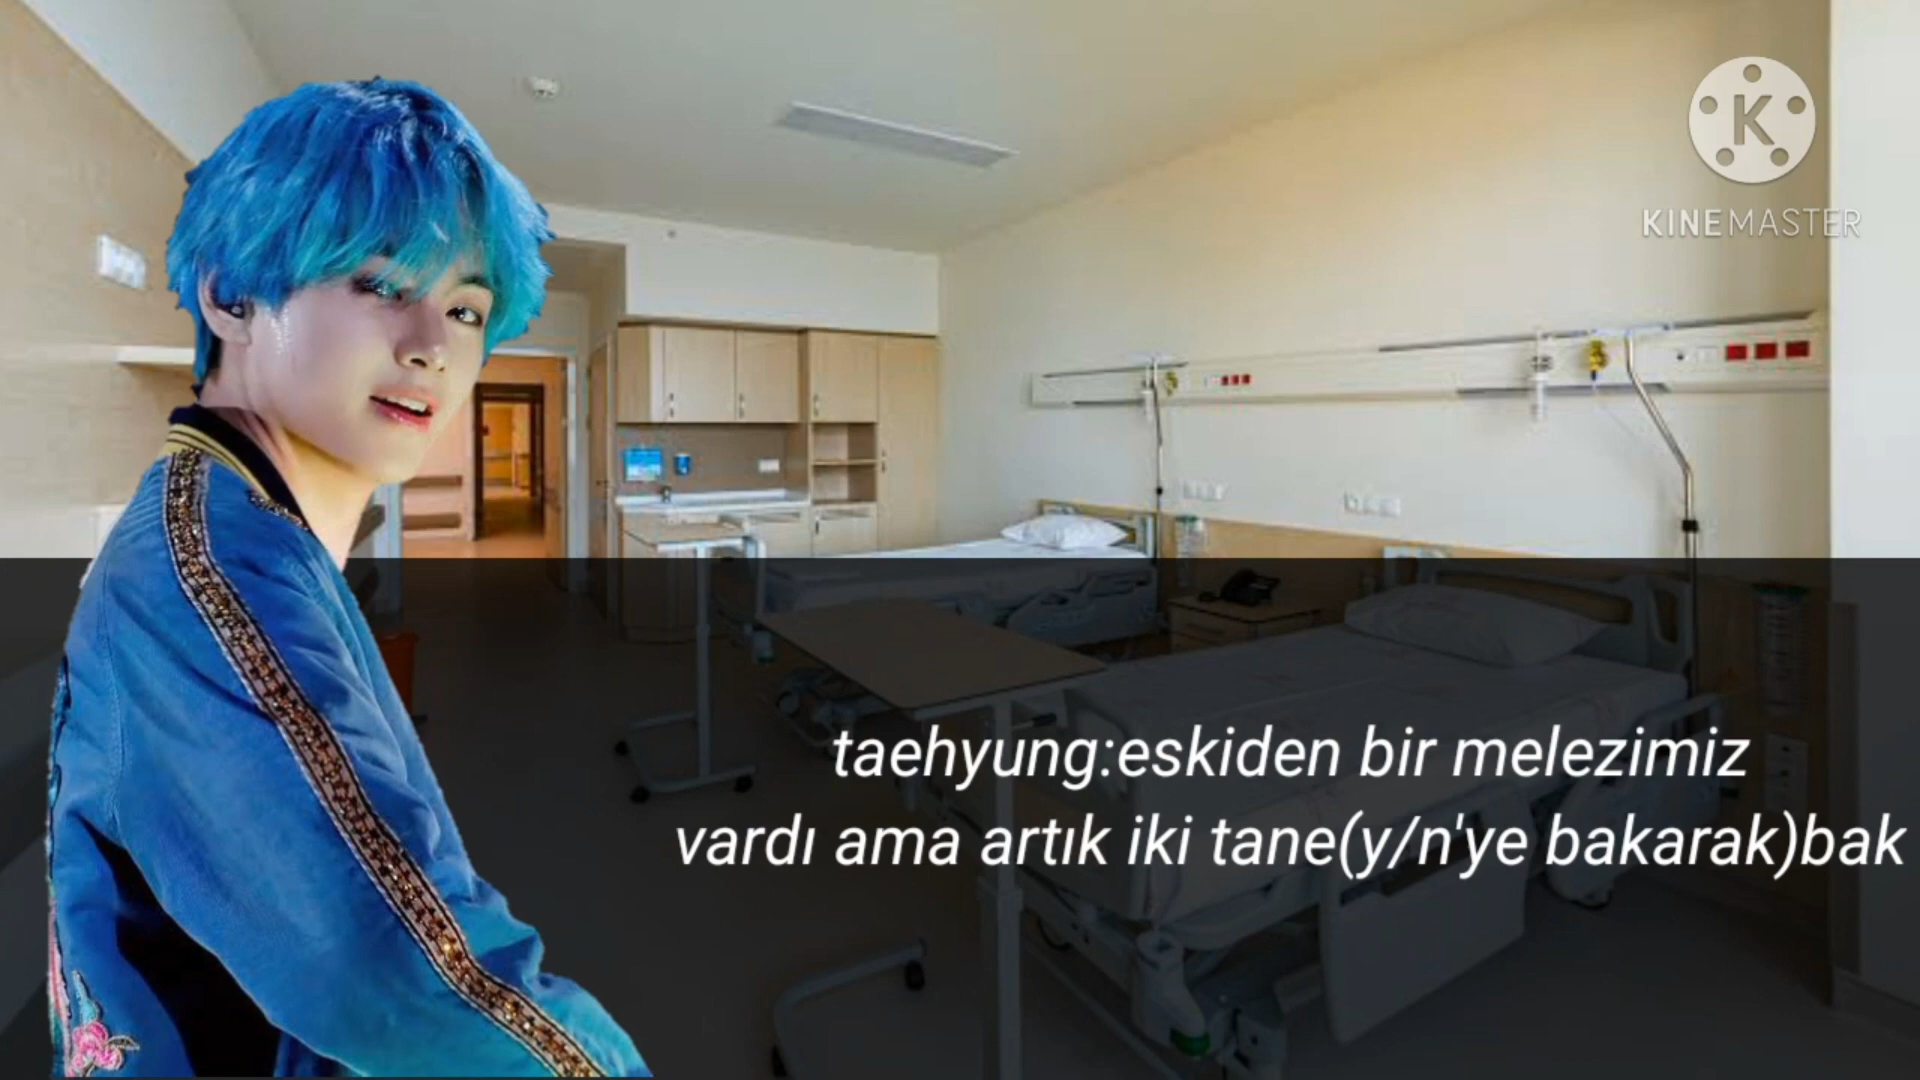 K
KINEMASTER
taehyung:eskiden bir melezimiz
vardı ama artık iki tane(y/n'ye bakarak)bak